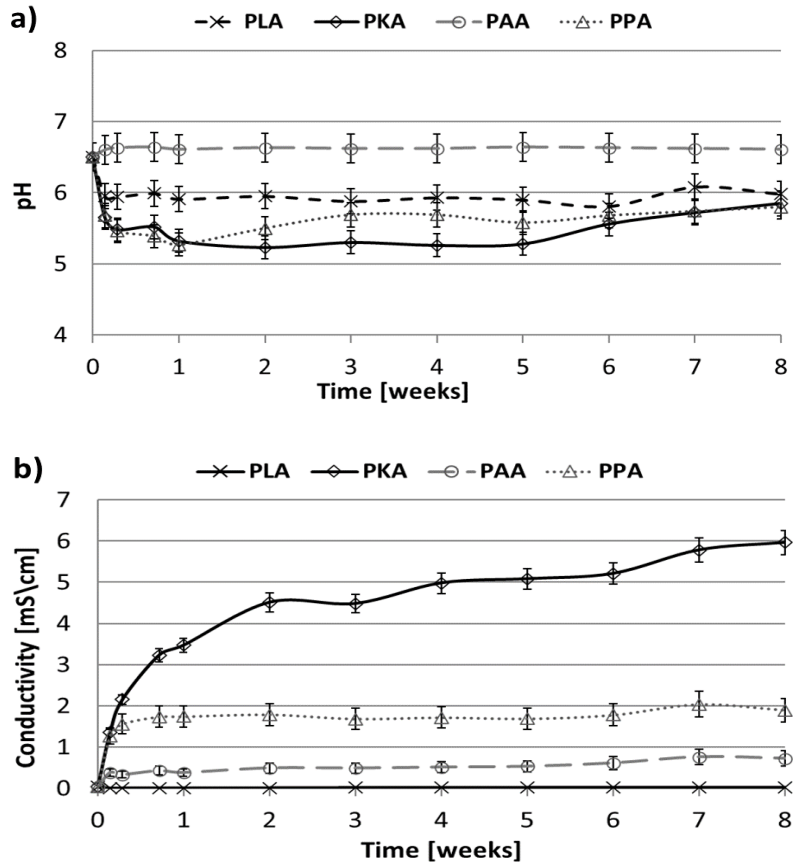 a)
PLA PKA PAA PPA
8
7
6
5
4
pH
0 1 2 3 4 5 6 7 8
Time [weeks]
b)
PLA PKA PAA PPA
7
6
5
4
3
2
1
0
Conductivity [mS\cm]
0 1 2 3 4 5 6 7 8
Time [weeks]